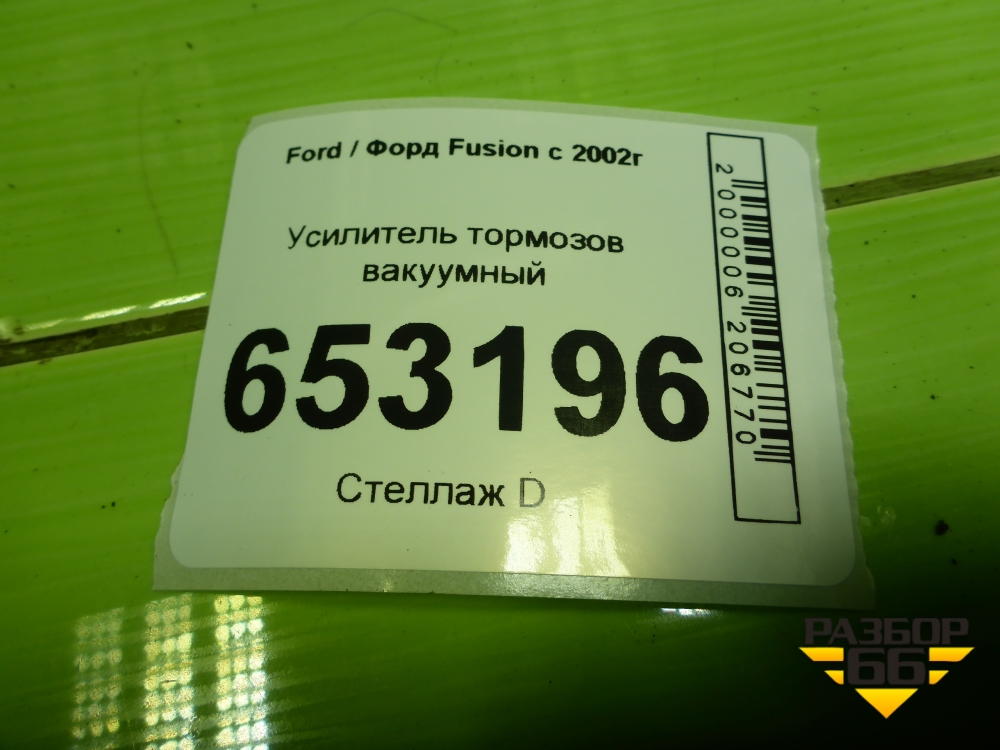 Ford / Форд Fusion с 2002г
Усилитель тормозов
вакуумный
653196
Стеллаж D
2000006206770
РАЗБОР
66